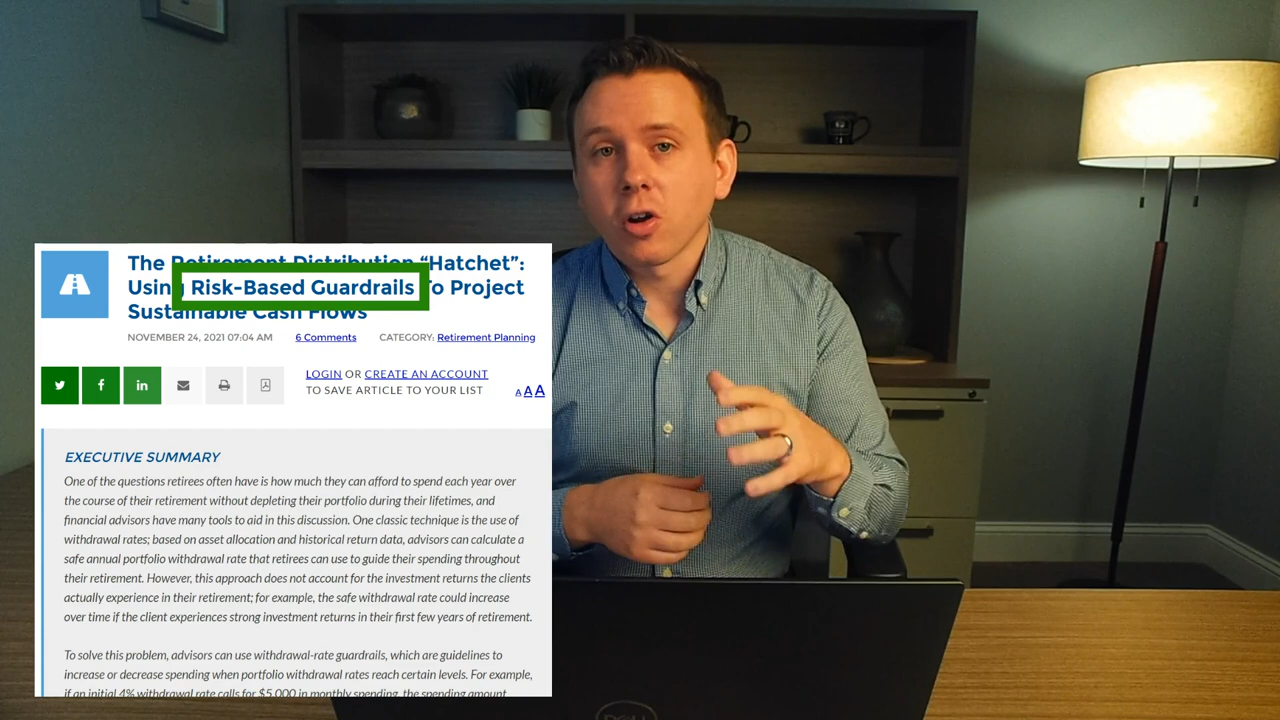 The Retirement Distribution “Hatchet”:
Using Risk-Based Guardrails To Project
Sustainable Cash Flows
NOVEMBER 24, 2021 07:04 AM 6 Comments CATEGORY: Retirement Planning
LOGIN OR CREATE AN ACCOUNT
TO SAVE ARTICLE TO YOUR LIST
A A A
EXECUTIVE SUMMARY
One of the questions retirees often have is how much they can afford to spend each year over
the course of their retirement without depleting their portfolio during their lifetimes, and
financial advisors have many tools to aid in this discussion. One classic technique is the use of
withdrawal rates; based on asset allocation and historical return data, advisors can calculate a
safe annual portfolio withdrawal rate that retirees can use to guide their spending throughout
their retirement. However, this approach does not account for the investment returns the clients
actually experience in their retirement; for example, the safe withdrawal rate could increase
over time if the client experiences strong investment returns in their first few years of retirement.
To solve this problem, advisors can use withdrawal-rate guardrails, which are guidelines to
increase or decrease spending when portfolio withdrawal rates reach certain levels. For example,
if an initial 4% withdrawal rate calls for $5,000 in monthly spending, the spending amount
DELL